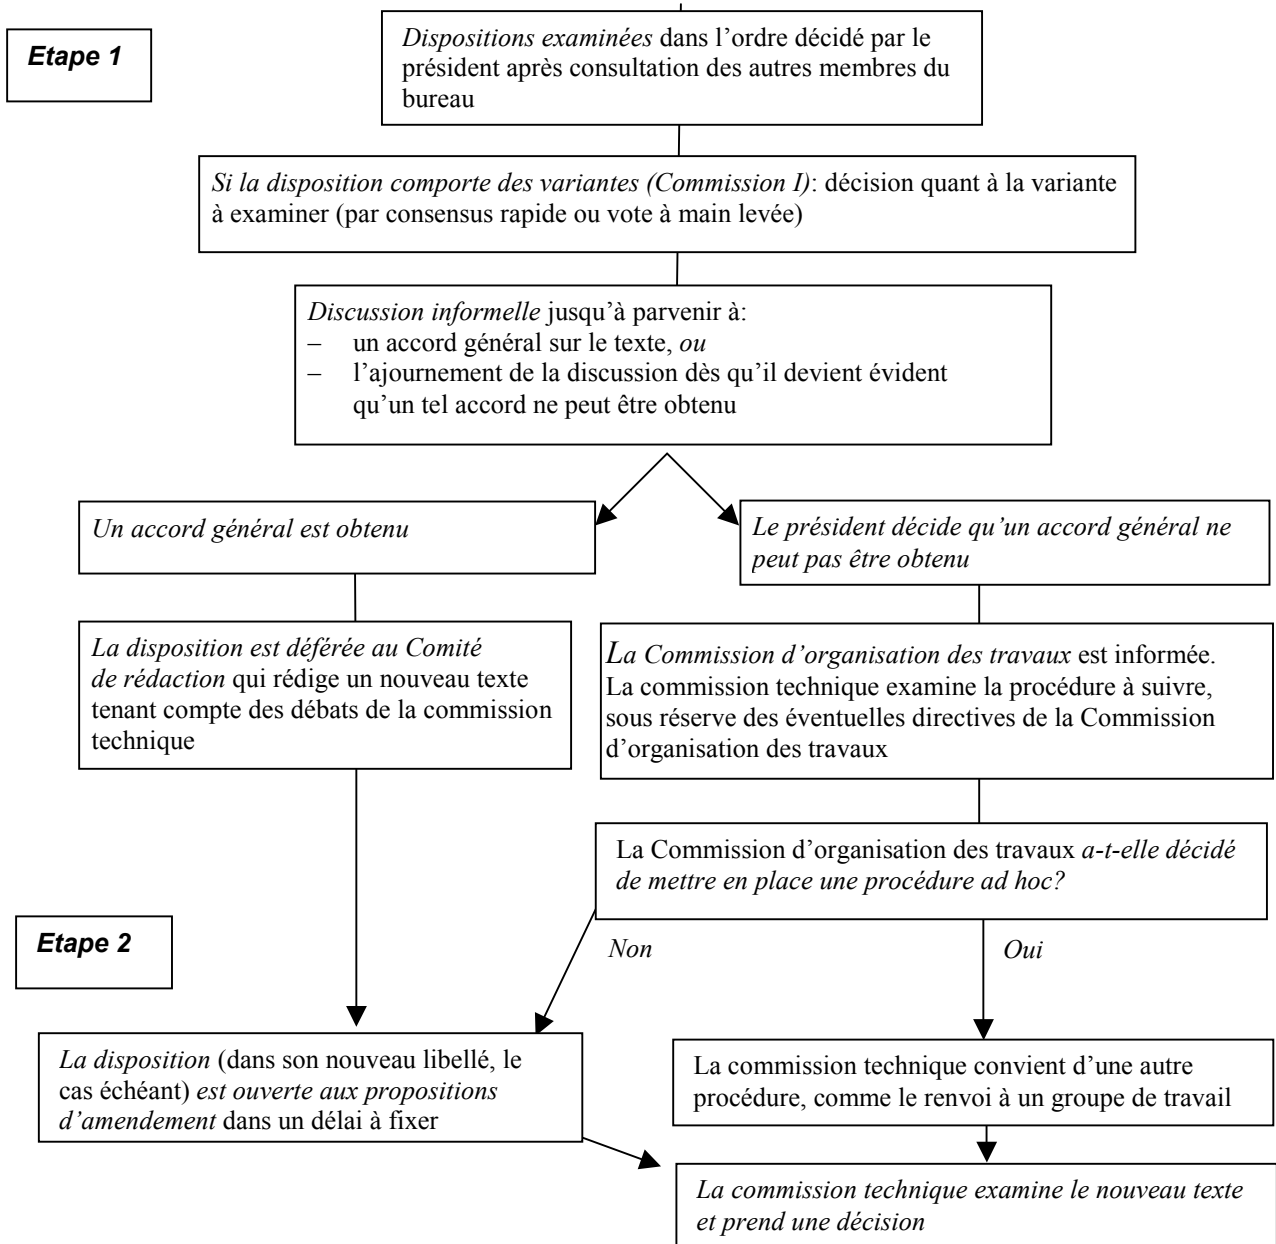 Etape 1
Dispositions examinées dans l’ordre décidé par le
président après consultation des autres membres du
bureau
Si la disposition comporte des variantes (Commission I): décision quant à la variante
à examiner (par consensus rapide ou vote à main levée)
Discussion informelle jusqu’à parvenir à:
– un accord général sur le texte, ou
– l’ajournement de la discussion dès qu’il devient évident
qu’un tel accord ne peut être obtenu
Un accord général est obtenu
Le président décide qu’un accord général ne
peut pas être obtenu
La disposition est déférée au Comité
de rédaction qui rédige un nouveau texte
tenant compte des débats de la commission
technique
La Commission d’organisation des travaux est informée.
La commission technique examine la procédure à suivre,
sous réserve des éventuelles directives de la Commission
d’organisation des travaux
La Commission d’organisation des travaux a-t-elle décidé
de mettre en place une procédure ad hoc?
Etape 2
Non
Oui
La disposition (dans son nouveau libellé, le
cas échéant) est ouverte aux propositions
d’amendement dans un délai à fixer
La commission technique convient d’une autre
procédure, comme le renvoi à un groupe de travail
La commission technique examine le nouveau texte
et prend une décision